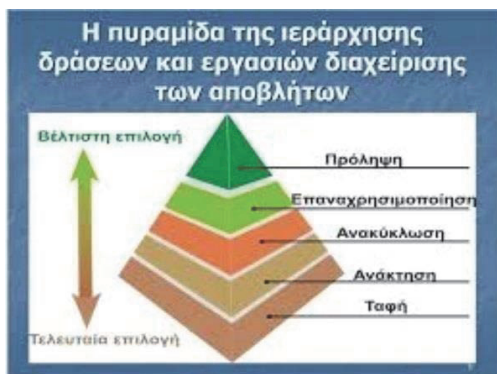 Η πυραμίδα της ιεράρχησης
δράσεων και εργασιών διαχείρισης
των αποβλήτων
Βέλτιστη επιλογή
Πρόληψη
Επαναχρησιμοποίηση
Ανακύκλωση
Ανάκτηση
Ταφή
Τελευταία επιλογή